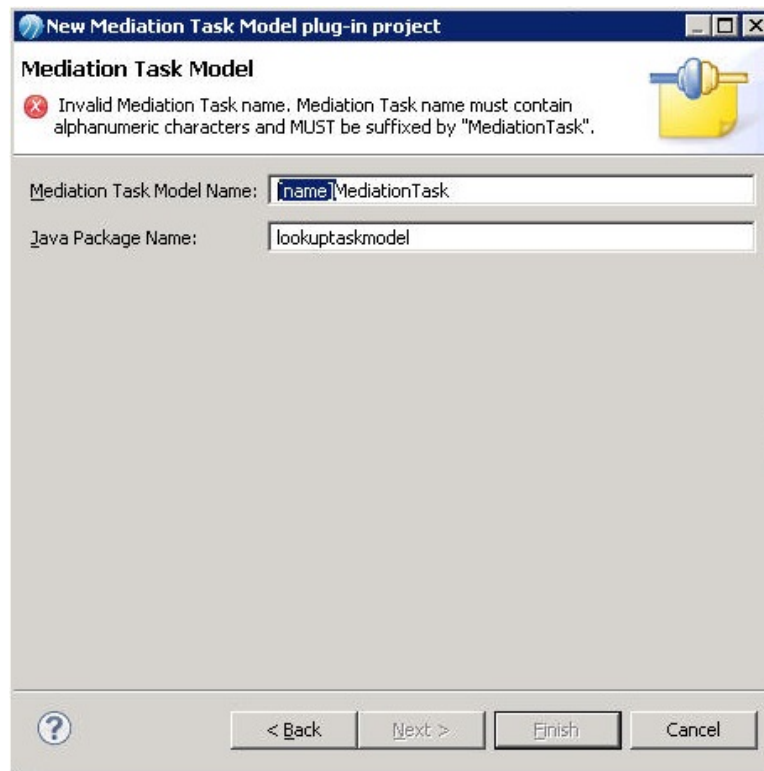 New Mediation Task Model plug-in project
Mediation Task Model
Invalid Mediation Task name. Mediation Task name must contain
alphanumeric characters and MUST be suffixed by "MediationTask".
Mediation Task Model Name: [name]MediationTask
Java Package Name: lookuptaskmodel
?
< Back Next > Finish Cancel